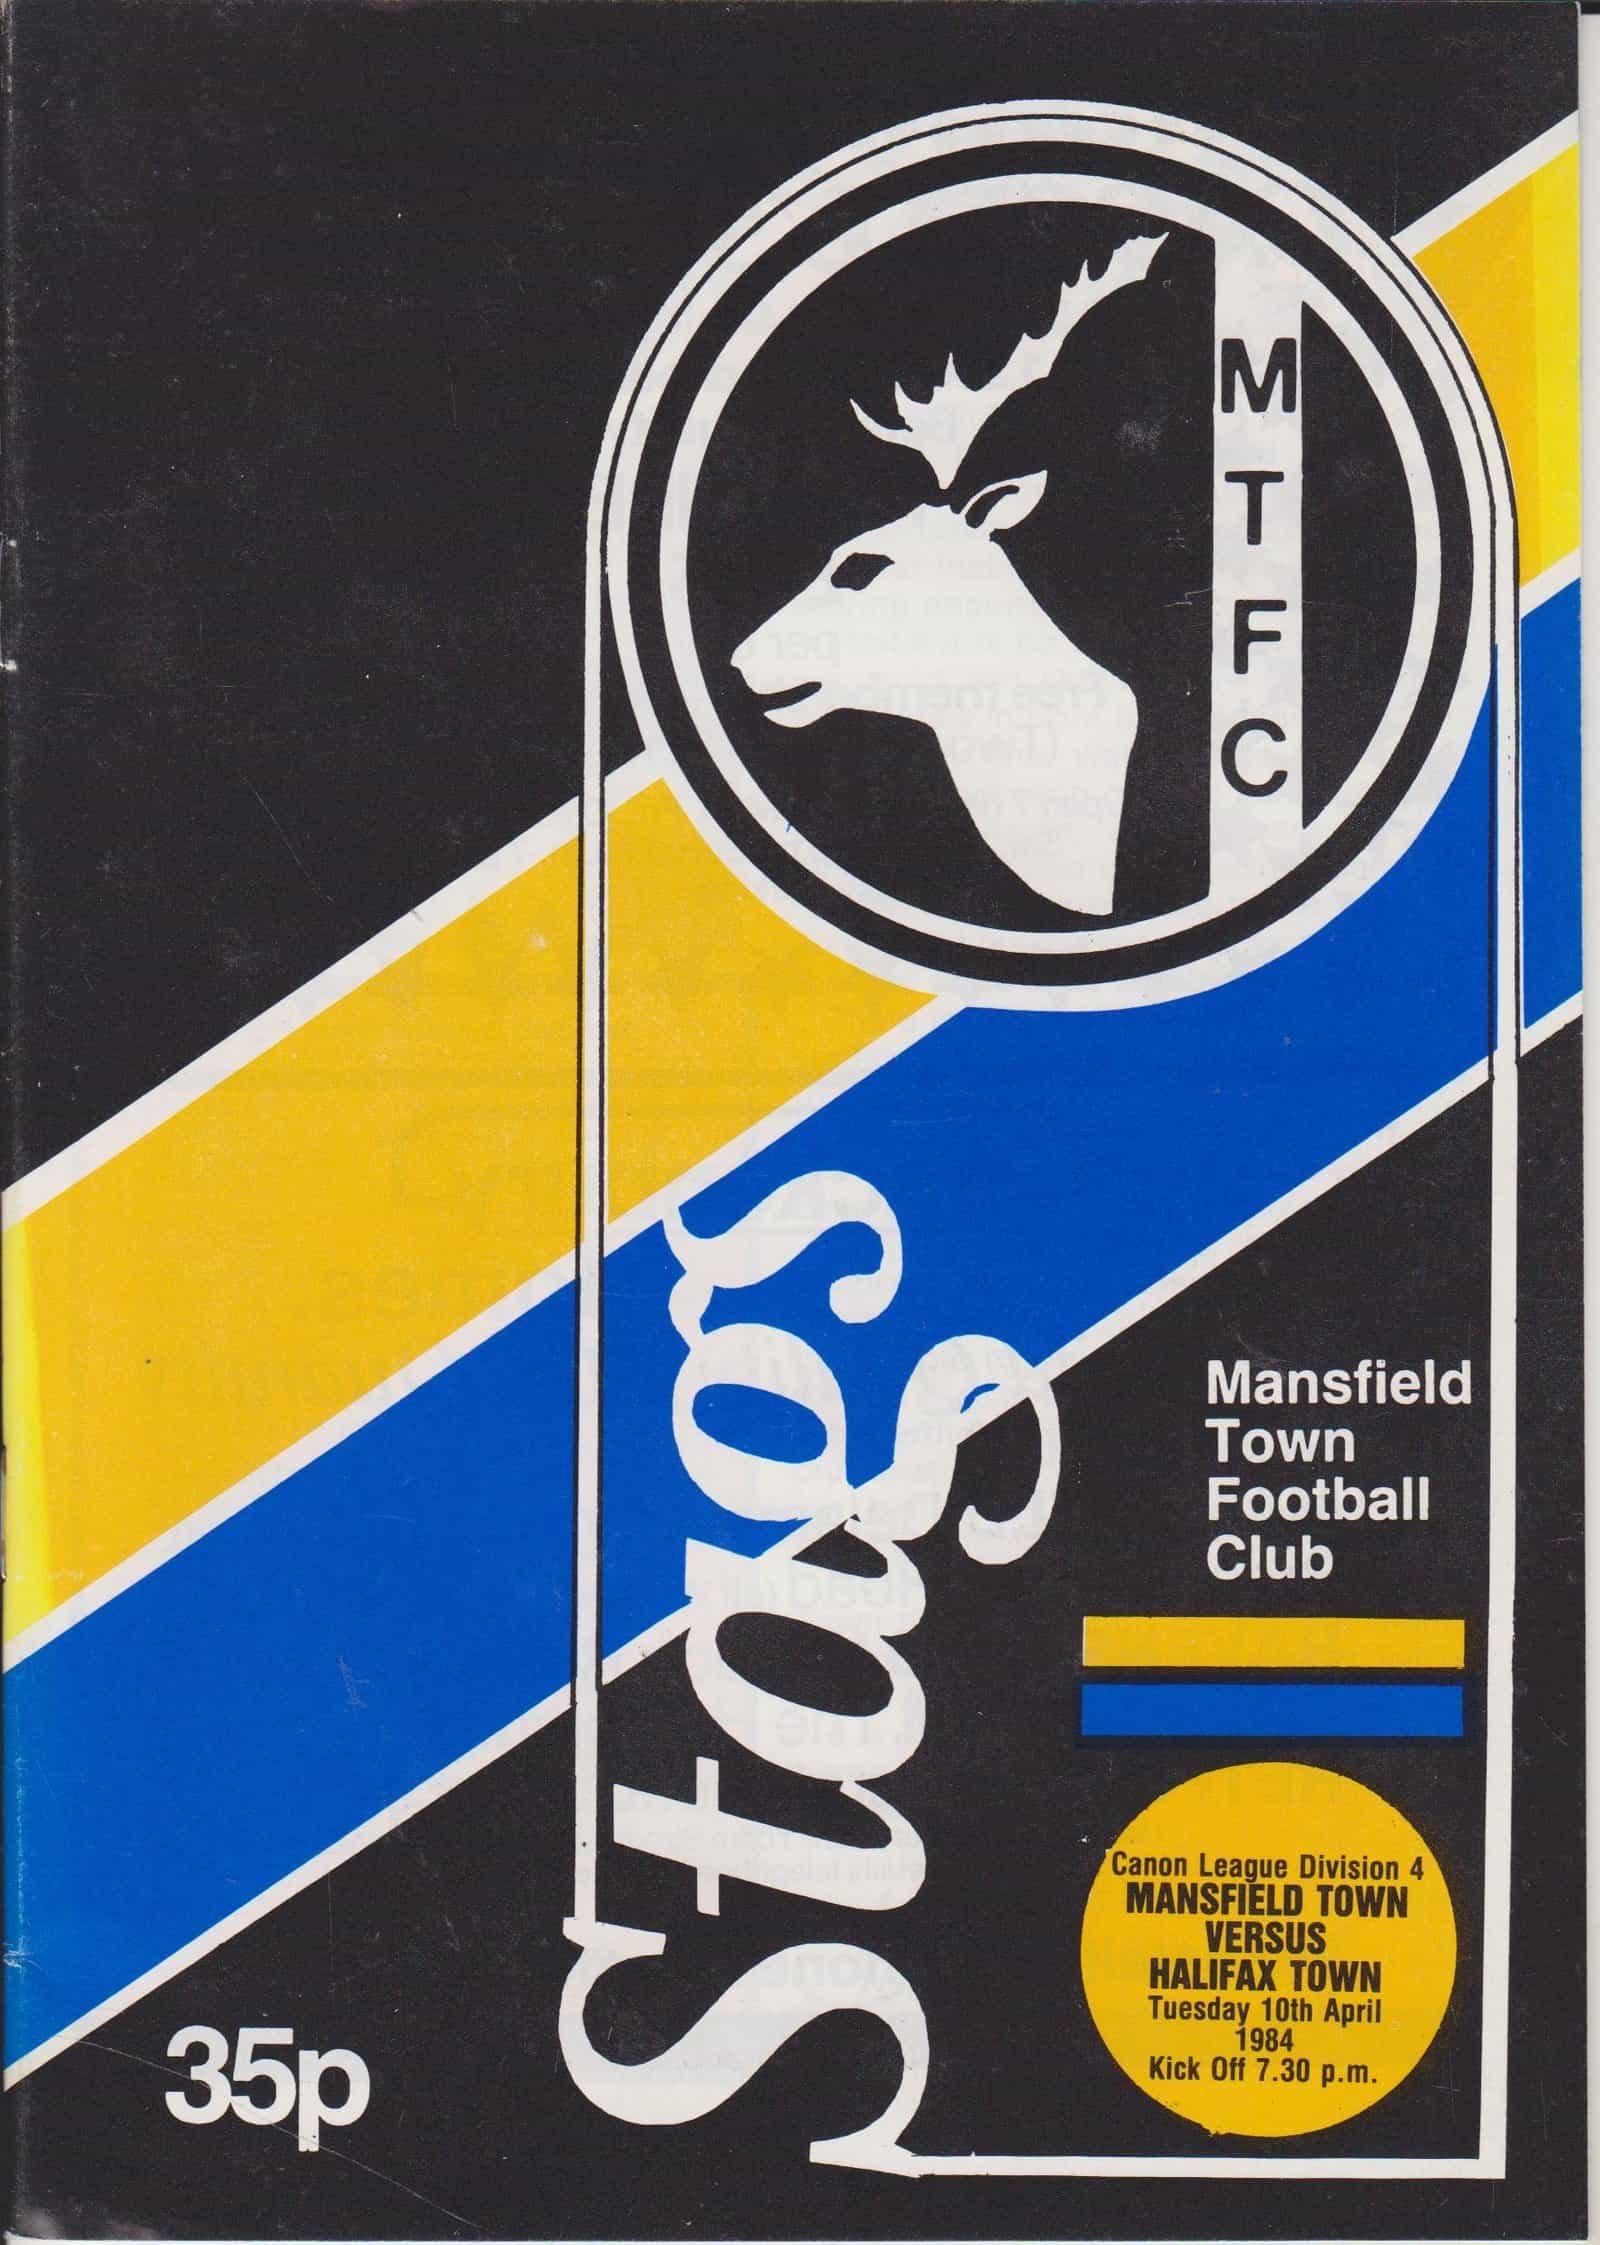 M
T
F
C
Stags
Mansfield
Town
Football
Club
Canon League Division 4
MANSFIELD TOWN
VERSUS
HALIFAX TOWN
Tuesday 10th April
1984
Kick Off 7.30 p.m.
35p